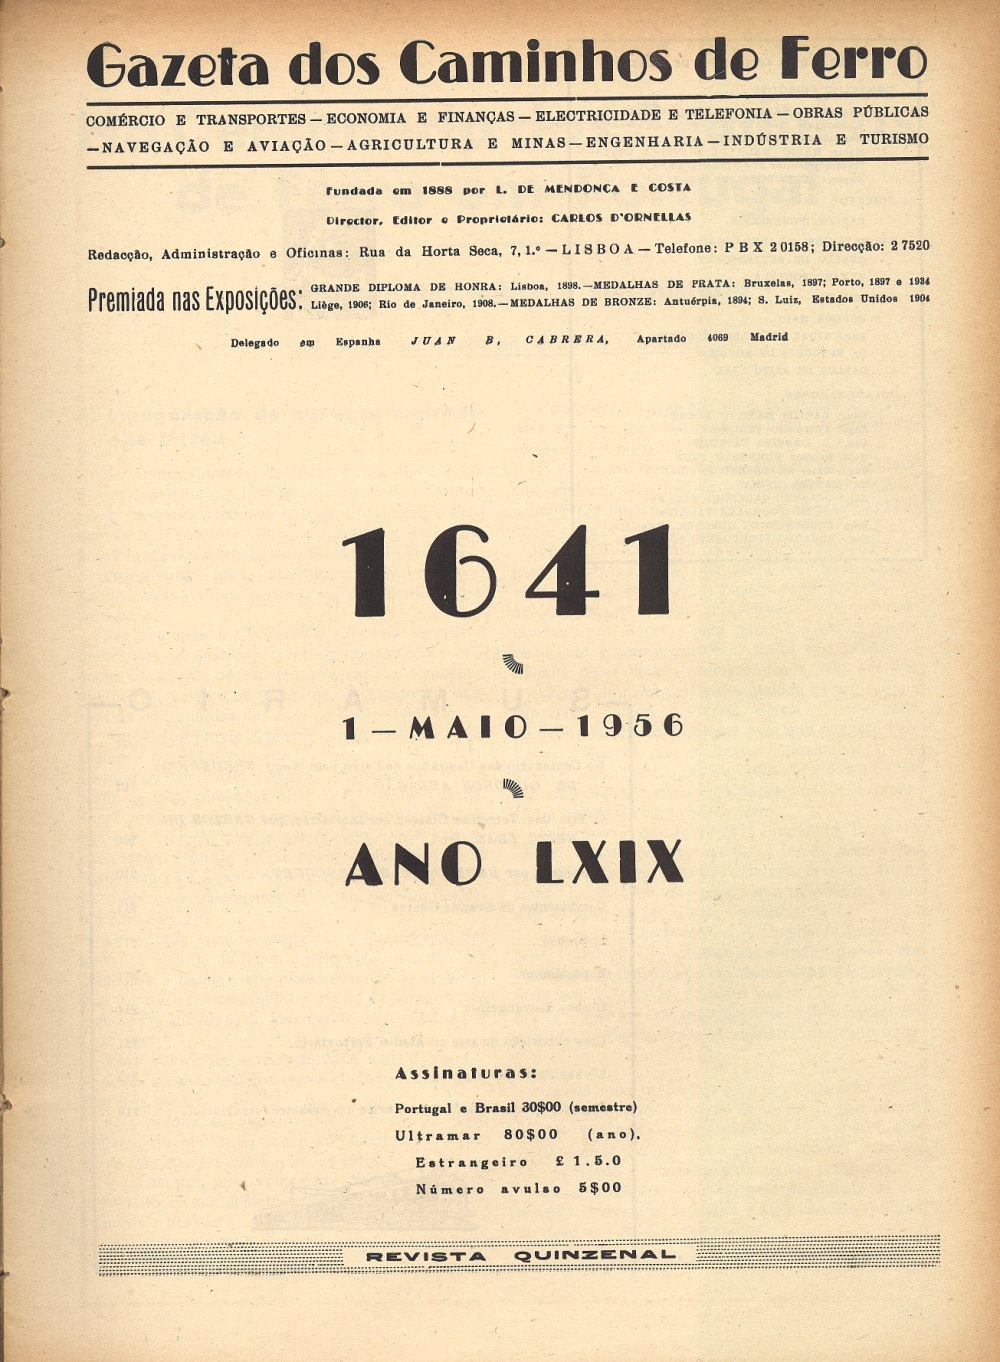 Gazeta dos Caminhos de Ferro
COMÉRCIO E TRANSPORTES — ECONOMIA E FINANÇAS — ELECTRICIDADE E TELEFONIA — OBRAS PÚBLICAS
— NAVEGAÇÃO E AVIAÇÃO — AGRICULTURA E MINAS — ENGENHARIA — INDÚSTRIA E TURISMO
Fundada em 1888 por L. DE MENDONÇA E COSTA
Director, Editor e Proprietário: CARLOS D'ORNELLAS
Redacção, Administração e Oficinas: Rua da Horta Seca, 7, 1.º — LISBOA — Telefone: PBX 20158; Direcção: 27520
Premiada nas Exposições:
GRANDE DIPLOMA DE HONRA: Lisboa, 1898. — MEDALHAS DE PRATA: Bruxelas, 1897; Porto, 1897 e 1934
Liège, 1906; Rio de Janeiro, 1908. — MEDALHAS DE BRONZE: Antuérpia, 1894; S. Luiz, Estados Unidos 1904
Delegado em Espanha JUAN B, CABRERA, Apartado 4069 Madrid
1641
1 — MAIO — 1956
ANO LXIX
Assinaturas:
Portugal e Brasil 30$00 (semestre)
Ultramar 80$00 (ano).
Estrangeiro £ 1.5.0
Número avulso 5$00
REVISTA QUINZENAL